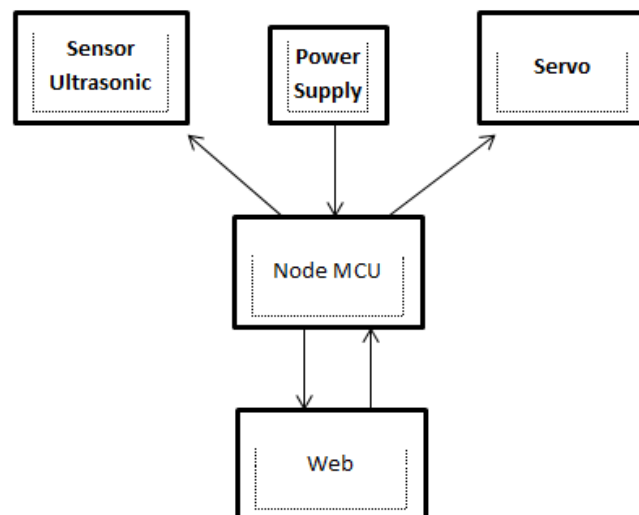 Sensor
Ultrasonic
Power
Supply
Servo
Node MCU
Web